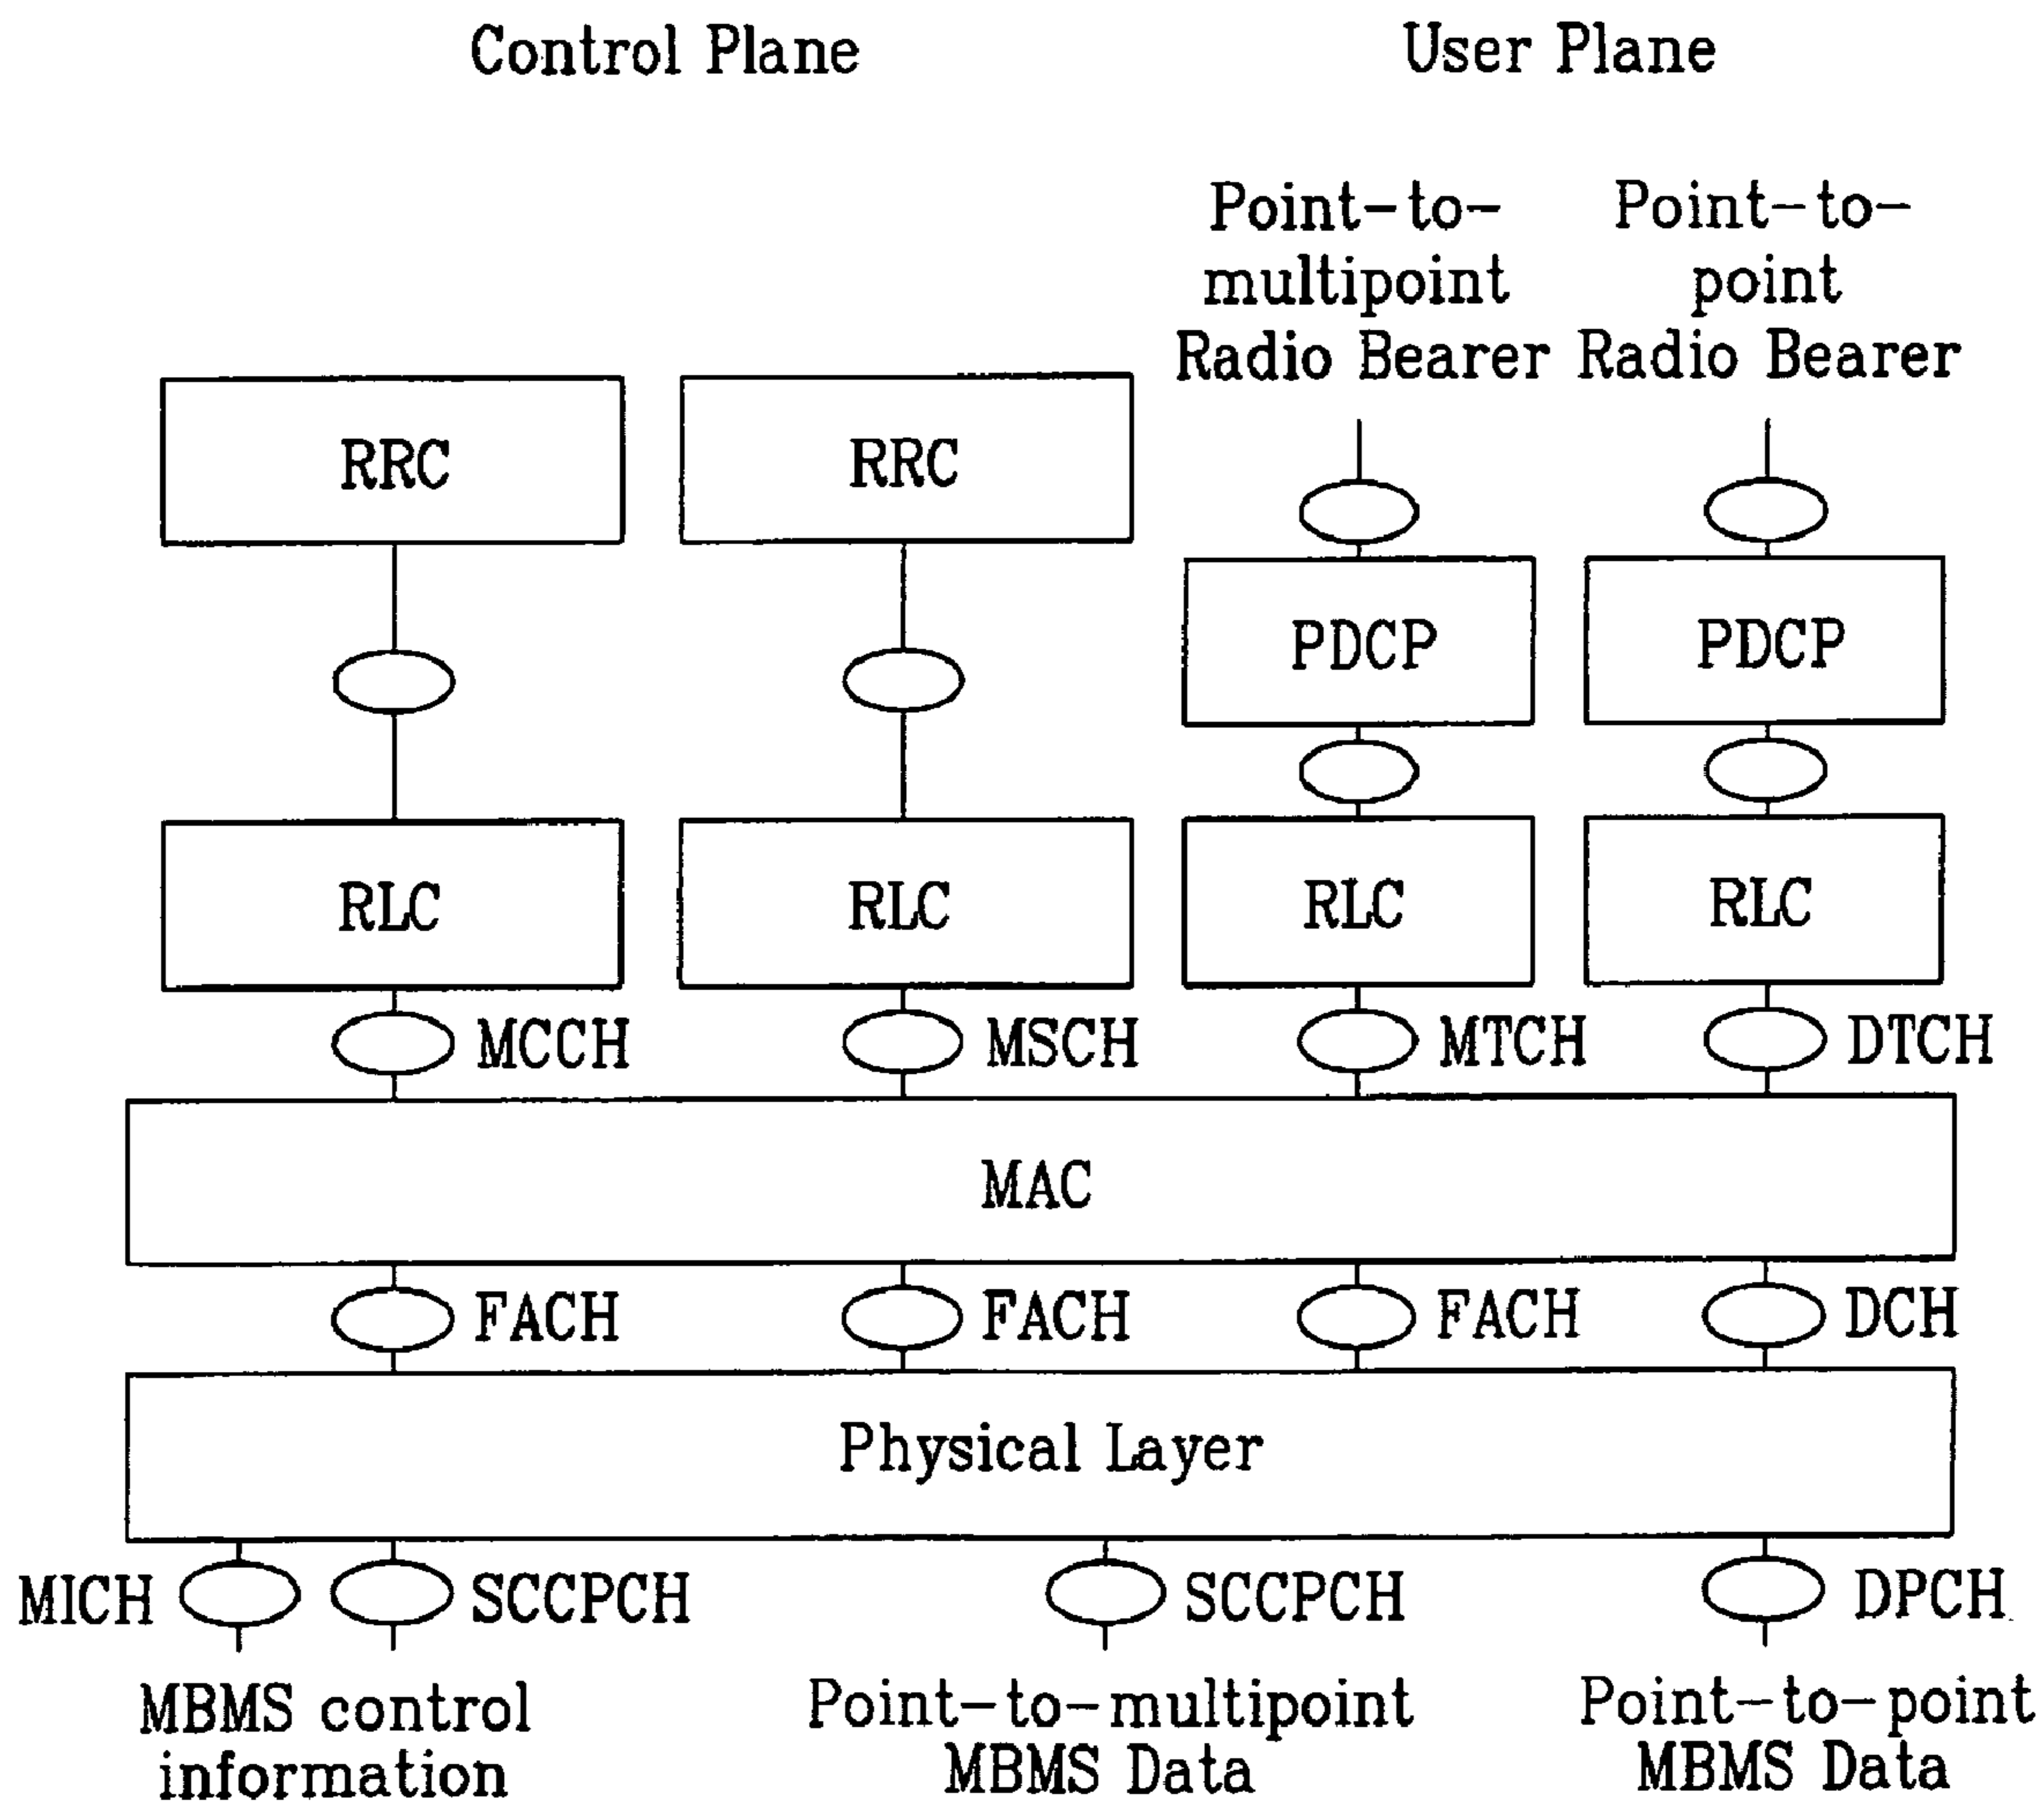 Control Plane
User Plane
Point-to-
multipoint
Radio Bearer
Point-to-
point
Radio Bearer
RRC
RRC
PDCP
PDCP
RLC
RLC
RLC
RLC
MCCH
MSCH
MTCH
DTCH
MAC
FACH
FACH
FACH
DCH
Physical Layer
MICH
SCCPCH
SCCPCH
DPCH
MBMS control
information
Point-to-multipoint
MBMS Data
Point-to-point
MBMS Data